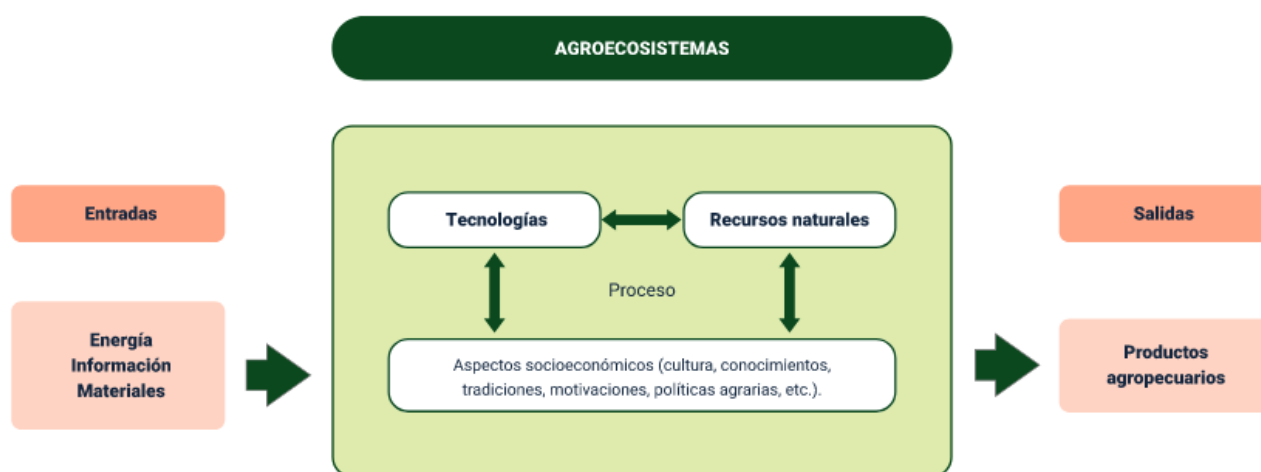 AGROECOSISTEMAS
Entradas
Energía
Información
Materiales
Tecnologías
Recursos naturales
Proceso
Aspectos socioeconómicos (cultura, conocimientos,
tradiciones, motivaciones, políticas agrarias, etc.).
Salidas
Productos
agropecuarios